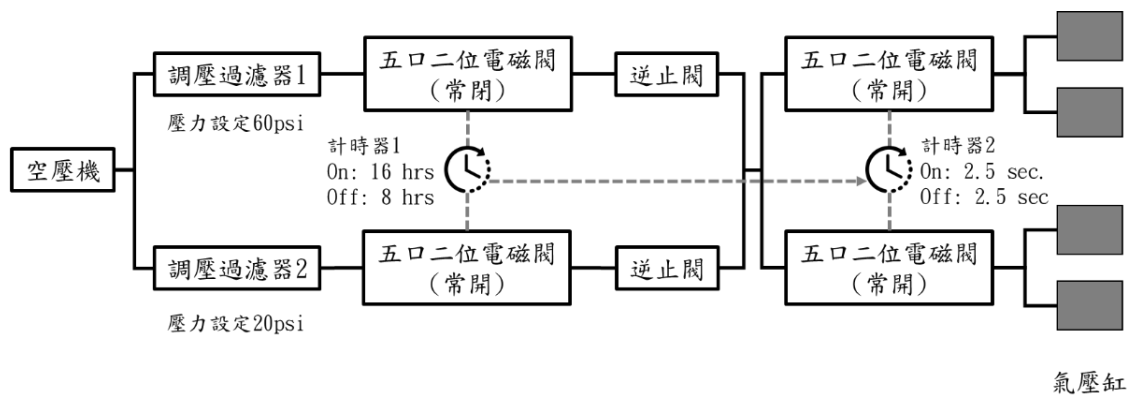 空壓機
調壓過濾器1
壓力設定60psi
五口二位電磁閥
(常閉)
逆止閥
計時器1
On: 16 hrs
Off: 8 hrs
調壓過濾器2
壓力設定20psi
五口二位電磁閥
(常開)
逆止閥
五口二位電磁閥
(常開)
計時器2
On: 2.5 sec.
Off: 2.5 sec
五口二位電磁閥
(常開)
氣壓缸